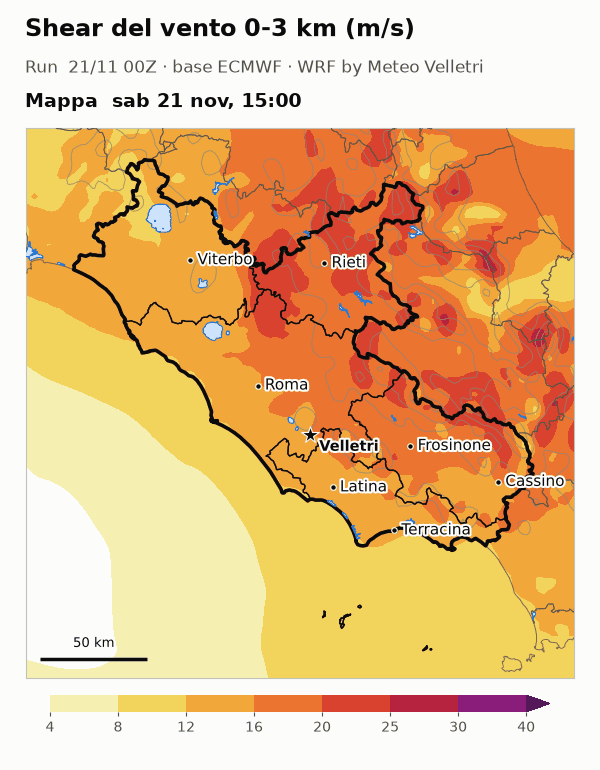 Shear del vento 0-3 km (m/s)
Run  21/11 00Z · base ECMWF · WRF by Meteo Velletri
Mappa  sab 21 nov, 15:00
Viterbo
Rieti
Roma
Velletri
Frosinone
Latina
Cassino
Terracina
50 km
4 8 12 16 20 25 30 40